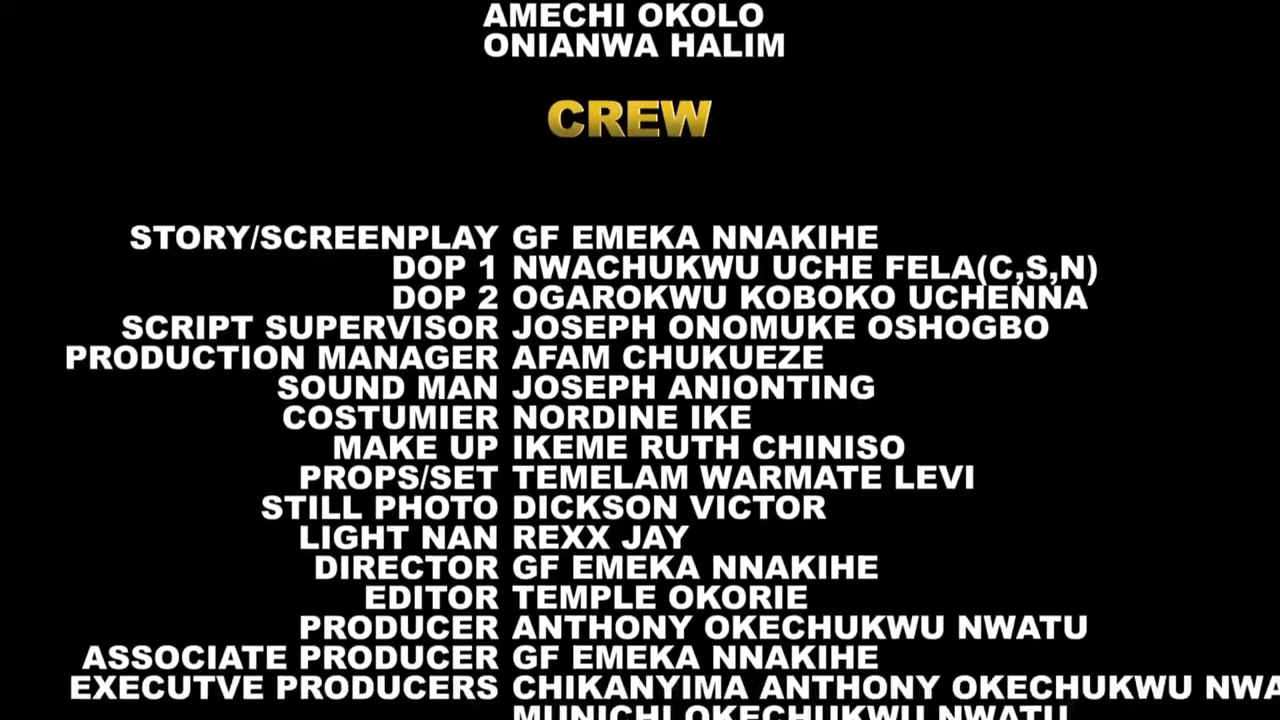 AMECHI OKOLO
ONIANWA HALIM
CREW
STORY/SCREENPLAY GF EMEKA NNAKIHE
DOP 1 NWACHUKWU UCHE FELA(C,S,N)
DOP 2 OGAROKWU KOBOKO UCHENNA
SCRIPT SUPERVISOR JOSEPH ONOMUKE OSHOGBO
PRODUCTION MANAGER AFAM CHUKUEZE
SOUND MAN JOSEPH ANIONTING
COSTUMIER NORDINE IKE
MAKE UP IKEME RUTH CHINISO
PROPS/SET TEMELAM WARMATE LEVI
STILL PHOTO DICKSON VICTOR
LIGHT NAN REXX JAY
DIRECTOR GF EMEKA NNAKIHE
EDITOR TEMPLE OKORIE
PRODUCER ANTHONY OKECHUKWU NWATU
ASSOCIATE PRODUCER GF EMEKA NNAKIHE
EXECUTVE PRODUCERS CHIKANYIMA ANTHONY OKECHUKWU
MUNICHI OKECHUKWU NWATU